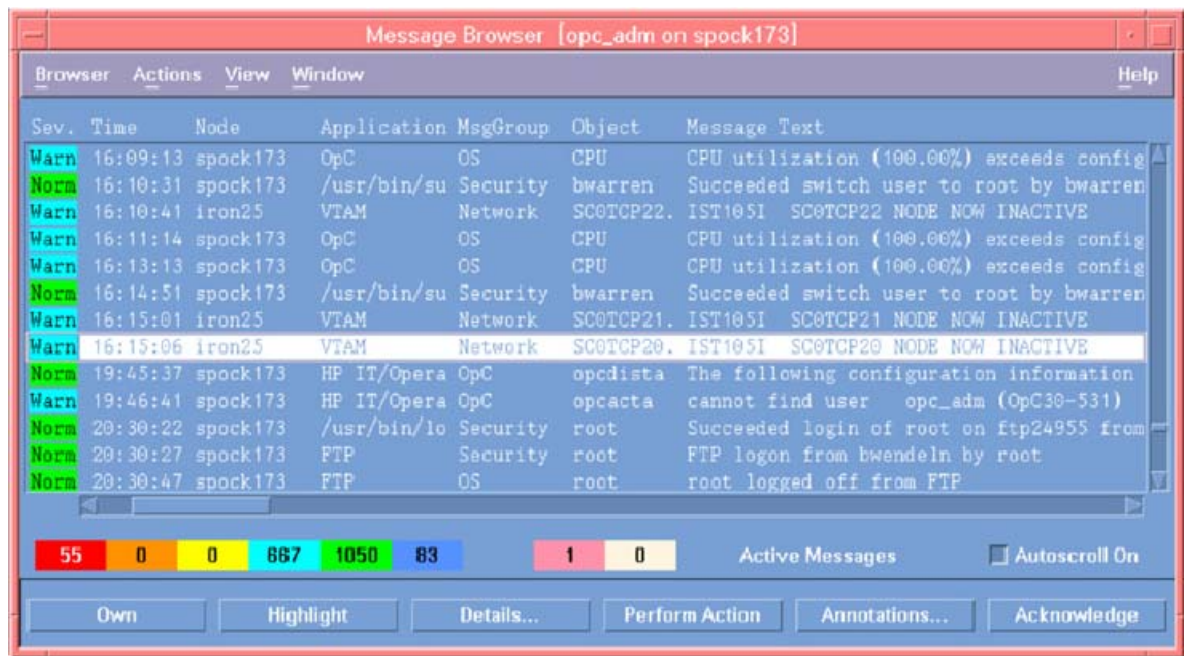 Message Browser [opc_adm on spock173]
Browser Actions View Window Help
Sev. Time Node Application MsgGroup Object Message Text
Warn 16:09:13 spock173 OpC OS CPU CPU utilization (100.00%) exceeds config
Norm 16:10:31 spock173 /usr/bin/su Security bwarren Succeeded switch user to root by bwarren
Warn 16:10:41 iron25 VTAM Network SC0TCP22. IST105I SC0TCP22 NODE NOW INACTIVE
Warn 16:11:14 spock173 OpC OS CPU CPU utilization (100.00%) exceeds config
Warn 16:13:13 spock173 OpC OS CPU CPU utilization (100.00%) exceeds config
Norm 16:14:51 spock173 /usr/bin/su Security bwarren Succeeded switch user to root by bwarren
Warn 16:15:01 iron25 VTAM Network SC0TCP21. IST105I SC0TCP21 NODE NOW INACTIVE
Warn 16:15:06 iron25 VTAM Network SC0TCP20. IST105I SC0TCP20 NODE NOW INACTIVE
Norm 19:45:37 spock173 HP IT/Opera OpC opcdista The following configuration information
Warn 19:46:41 spock173 HP IT/Opera OpC opcacta cannot find user opc_adm (OpC30-531)
Norm 20:30:22 spock173 /usr/bin/lo Security root Succeeded login of root on ftp24955 from
Norm 20:30:27 spock173 FTP Security root FTP logon from bwendeln by root
Norm 20:30:47 spock173 FTP OS root root logged off from FTP
55 0 0 687 1050 83 1 0 Active Messages Autoscroll On
Own Highlight Details... Perform Action Annotations... Acknowledge